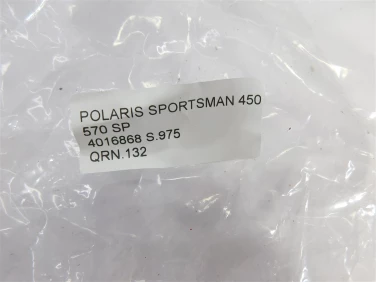 POLARIS SPORTSMAN 450
570 SP
4016868 S.975
QRN.132